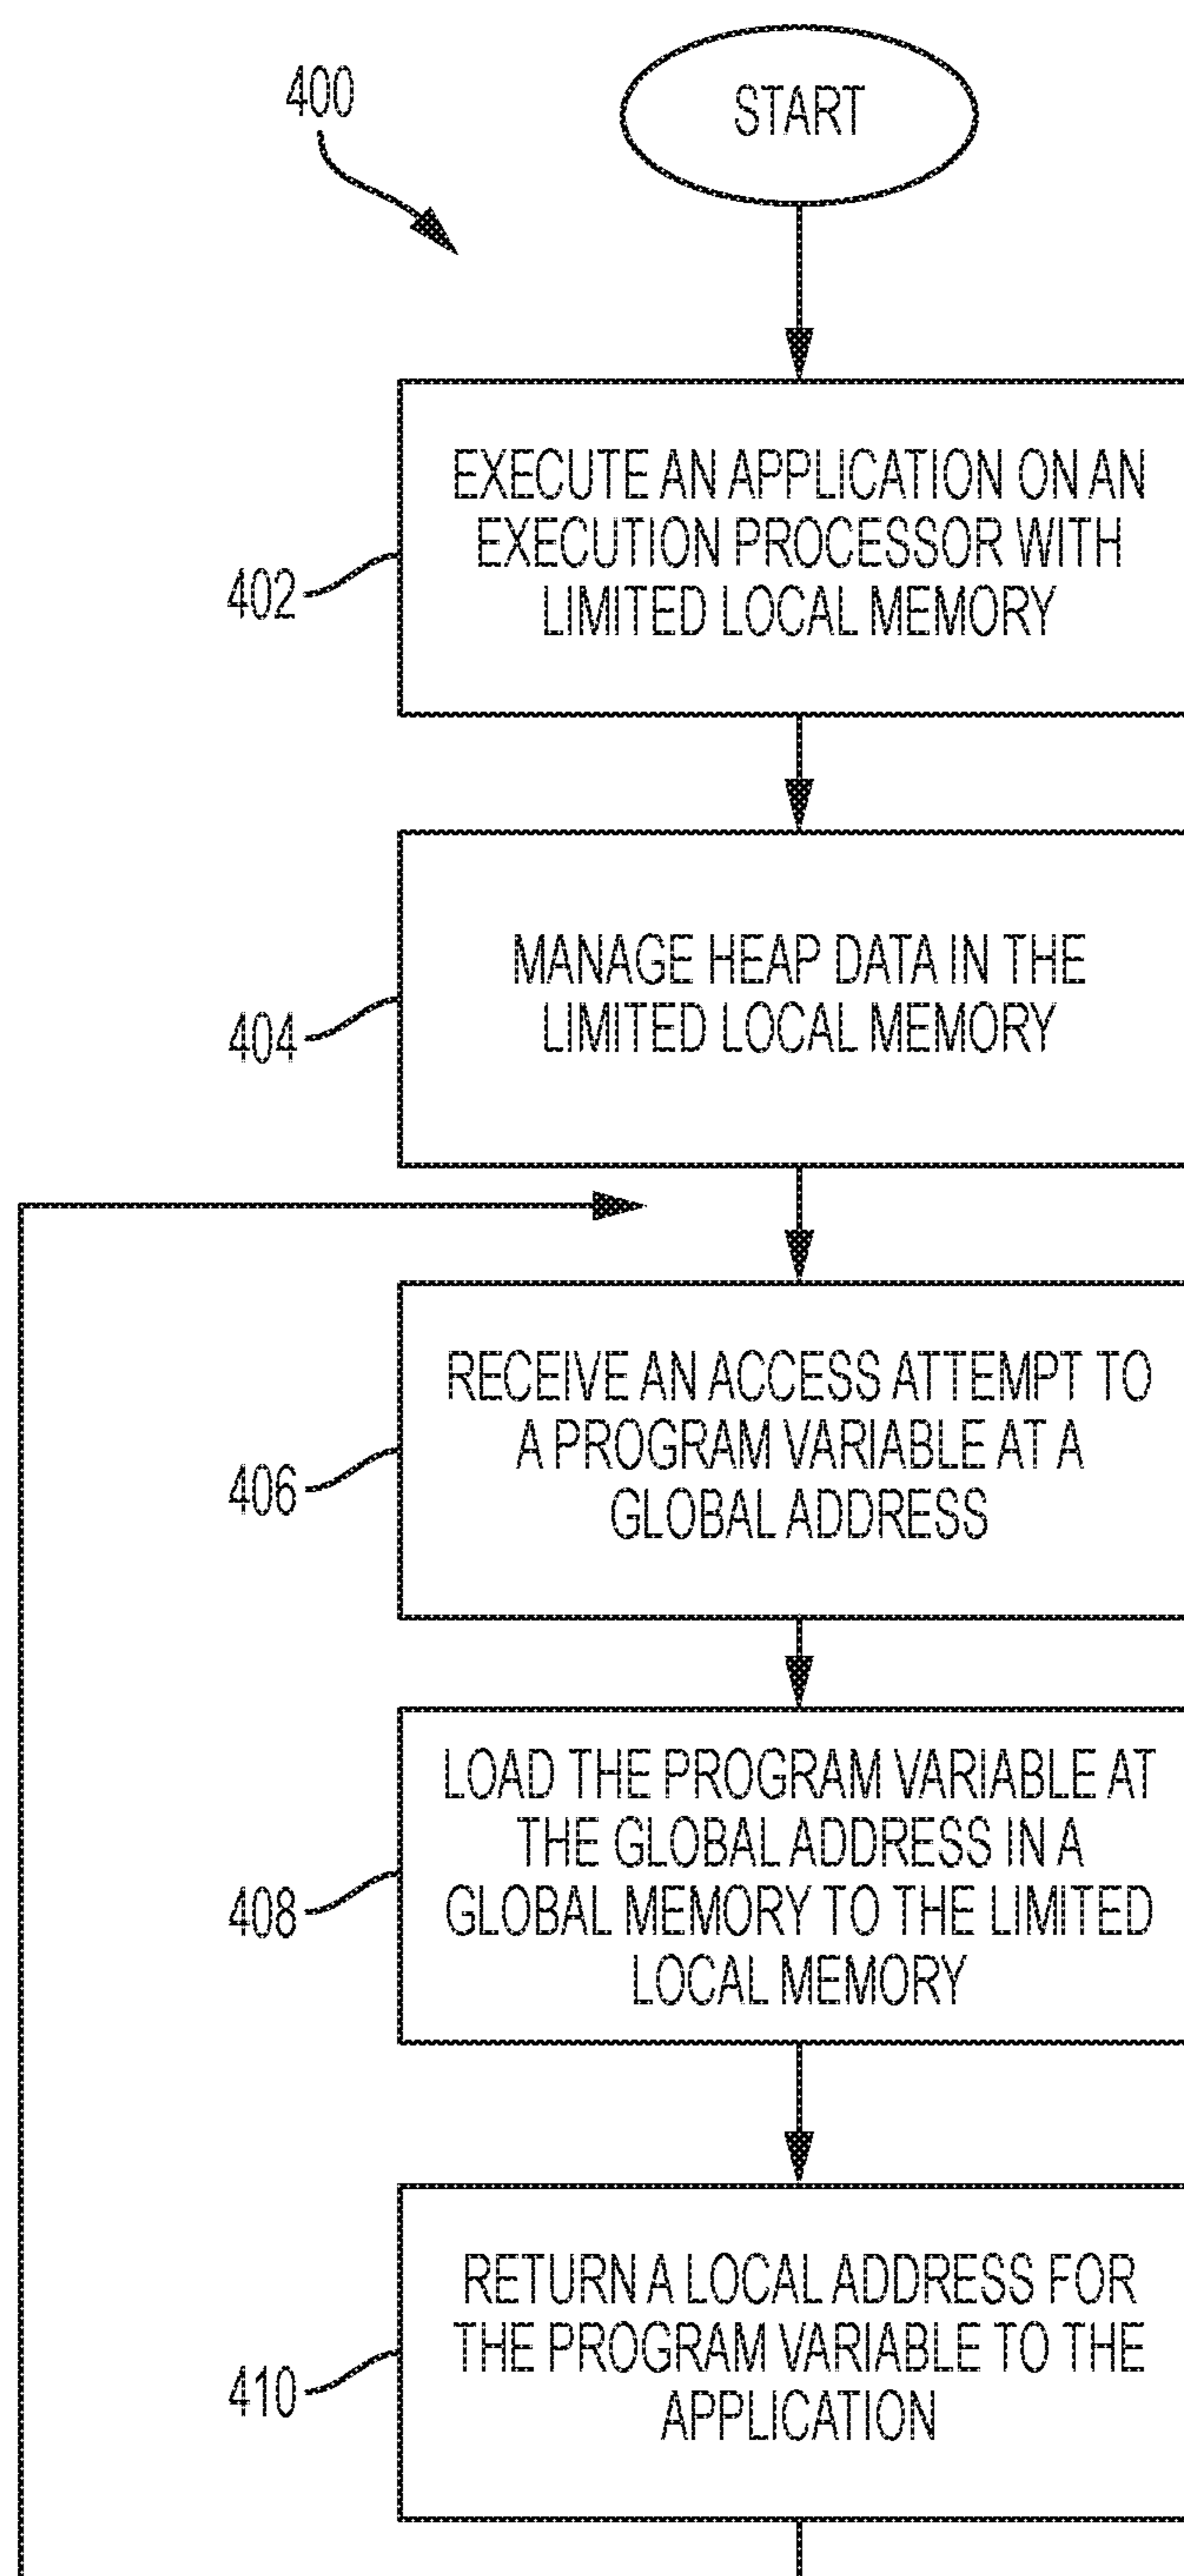 400
START
EXECUTE AN APPLICATION ON AN
EXECUTION PROCESSOR WITH
LIMITED LOCAL MEMORY
402
MANAGE HEAP DATA IN THE
LIMITED LOCAL MEMORY
404
RECEIVE AN ACCESS ATTEMPT TO
A PROGRAM VARIABLE AT A
GLOBAL ADDRESS
406
LOAD THE PROGRAM VARIABLE AT
THE GLOBAL ADDRESS IN A
GLOBAL MEMORY TO THE LIMITED
LOCAL MEMORY
408
RETURN A LOCAL ADDRESS FOR
THE PROGRAM VARIABLE TO THE
APPLICATION
410